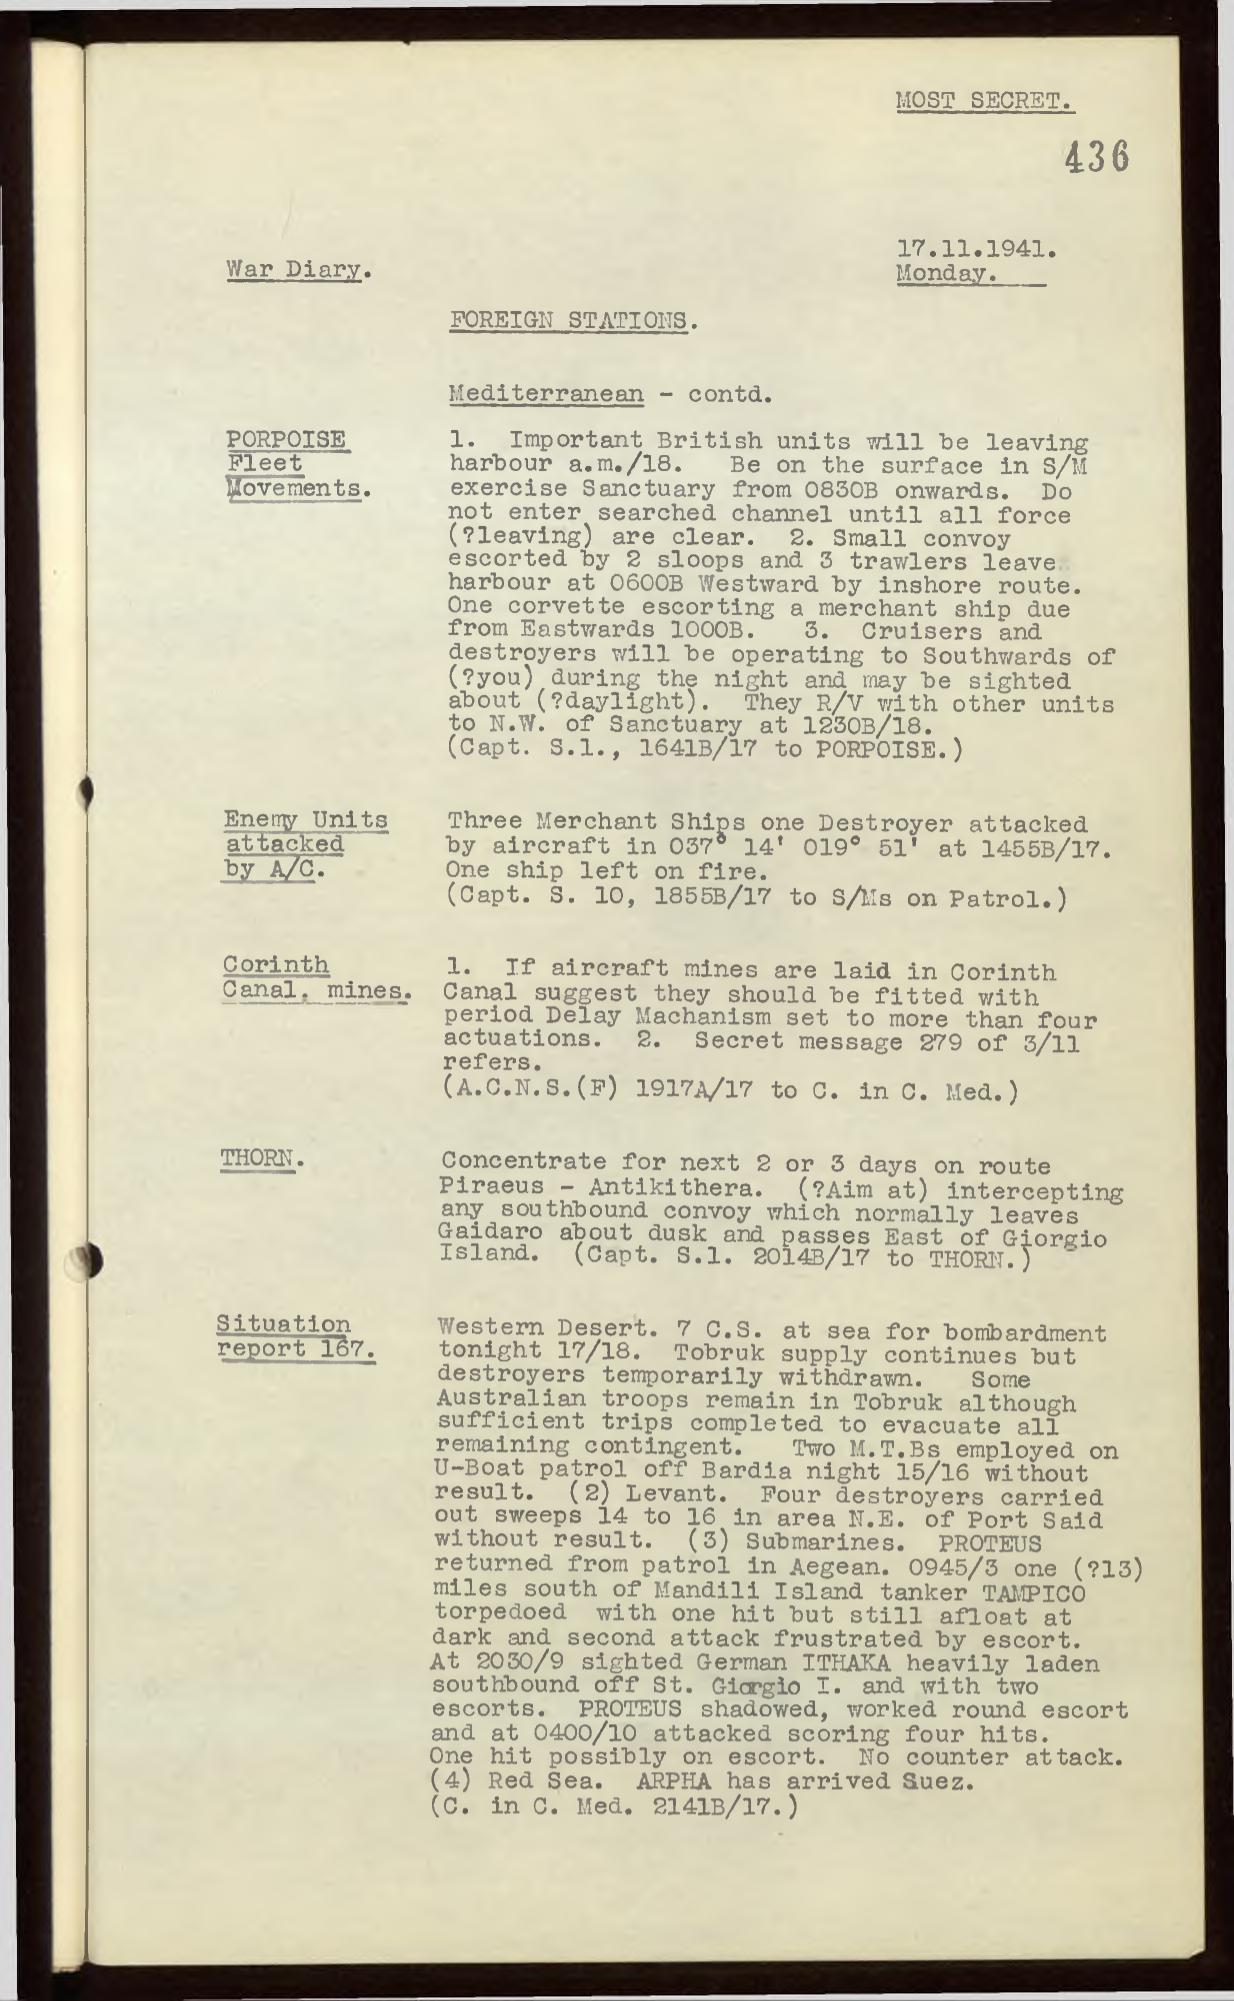 MOST SECRET.
436
17.11.1941.
War Diary.
Monday.
FOREIGN STATIONS.
Mediterranean - contd.
PORPOISE
Fleet
Movements.
1. Important British units will be leaving
harbour a.m./18. Be on the surface in S/M
exercise Sanctuary from 0830B onwards. Do
not enter searched channel until all force
(?leaving) are clear. 2. Small convoy
escorted by 2 sloops and 3 trawlers leave
harbour at 0600B Westward by inshore route.
One corvette escorting a merchant ship due
from Eastwards 1000B. 3. Cruisers and
destroyers will be operating to Southwards of
(?you) during the night and may be sighted
about (?daylight). They R/V with other units
to N.W. of Sanctuary at 1230B/18.
(Capt. S.1., 1641B/17 to PORPOISE.)
Enemy Units
attacked
by A/C.
Three Merchant Ships one Destroyer attacked
by aircraft in 037° 14' 019° 51' at 1455B/17.
One ship left on fire.
(Capt. S. 10, 1855B/17 to S/Ms on Patrol.)
Corinth
Canal. mines.
1. If aircraft mines are laid in Corinth
Canal suggest they should be fitted with
period Delay Machanism set to more than four
actuations. 2. Secret message 279 of 3/11
refers.
(A.C.N.S.(F) 1917A/17 to C. in C. Med.)
THORN.
Concentrate for next 2 or 3 days on route
Piraeus - Antikithera. (?Aim at) intercepting
any southbound convoy which normally leaves
Gaidaro about dusk and passes East of Giorgio
Island. (Capt. S.1. 2014B/17 to THORN.)
Situation
report 167.
Western Desert. 7 C.S. at sea for bombardment
tonight 17/18. Tobruk supply continues but
destroyers temporarily withdrawn. Some
Australian troops remain in Tobruk although
sufficient trips completed to evacuate all
remaining contingent. Two M.T.Bs employed on
U-Boat patrol off Bardia night 15/16 without
result. (2) Levant. Four destroyers carried
out sweeps 14 to 16 in area N.E. of Port Said
without result. (3) Submarines. PROTEUS
returned from patrol in Aegean. 0945/3 one (?13)
miles south of Mandili Island tanker TAMPICO
torpedoed with one hit but still afloat at
dark and second attack frustrated by escort.
At 2030/9 sighted German ITHAKA heavily laden
southbound off St. Giorgio I. and with two
escorts. PROTEUS shadowed, worked round escort
and at 0400/10 attacked scoring four hits.
One hit possibly on escort. No counter attack.
(4) Red Sea. ARPHA has arrived Suez.
(C. in C. Med. 2141B/17.)